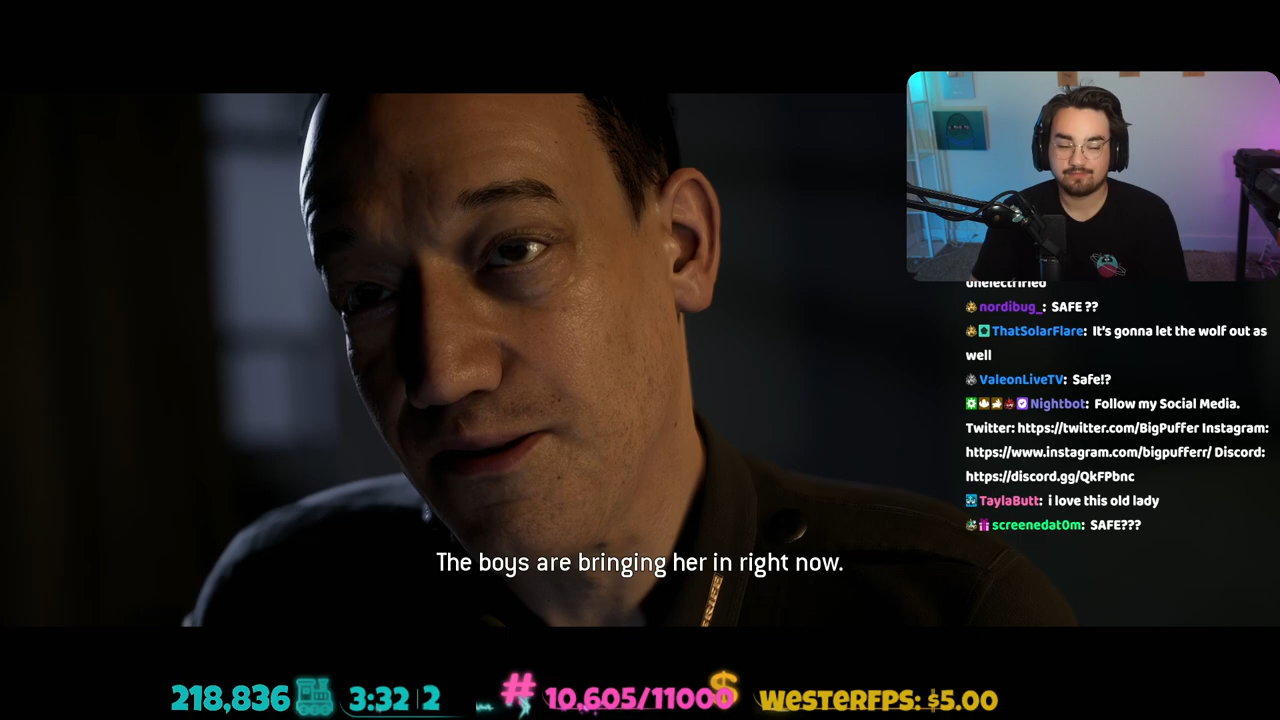 unelectrified
nordibug_: SAFE ??
ThatSolarFlare: It's gonna let the wolf out as
well
ValeonLiveTV: Safe!?
Nightbot: Follow my Social Media.
Twitter: https://twitter.com/BigPuffer Instagram:
https://www.instagram.com/bigpufferr/ Discord:
https://discord.gg/QkFPbnc
TaylaButt: i love this old lady
screenedat0m: SAFE???
The boys are bringing her in right now.
218,836 3:32 | 2 # 10,605/11000 $ WESTERFPS: $5.00